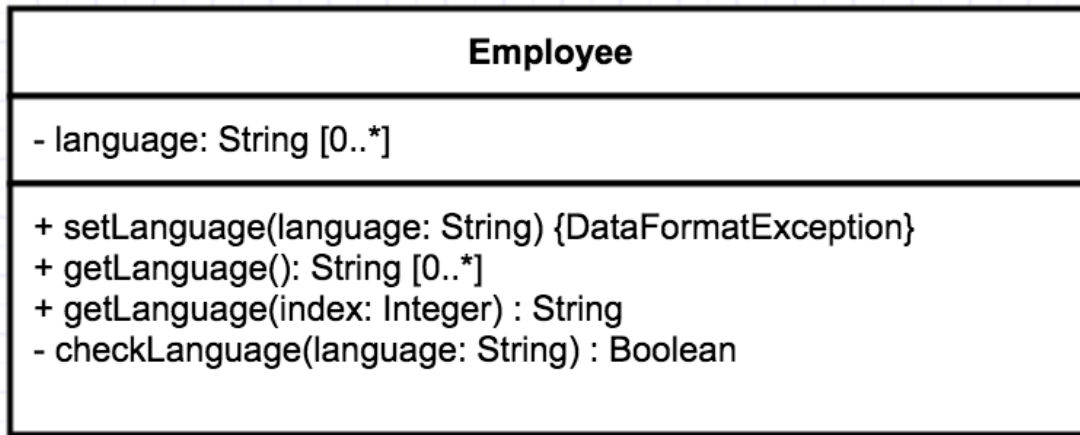 Employee
- language: String [0..*]
+ setLanguage(language: String) {DataFormatException}
+ getLanguage(): String [0..*]
+ getLanguage(index: Integer) : String
- checkLanguage(language: String) : Boolean